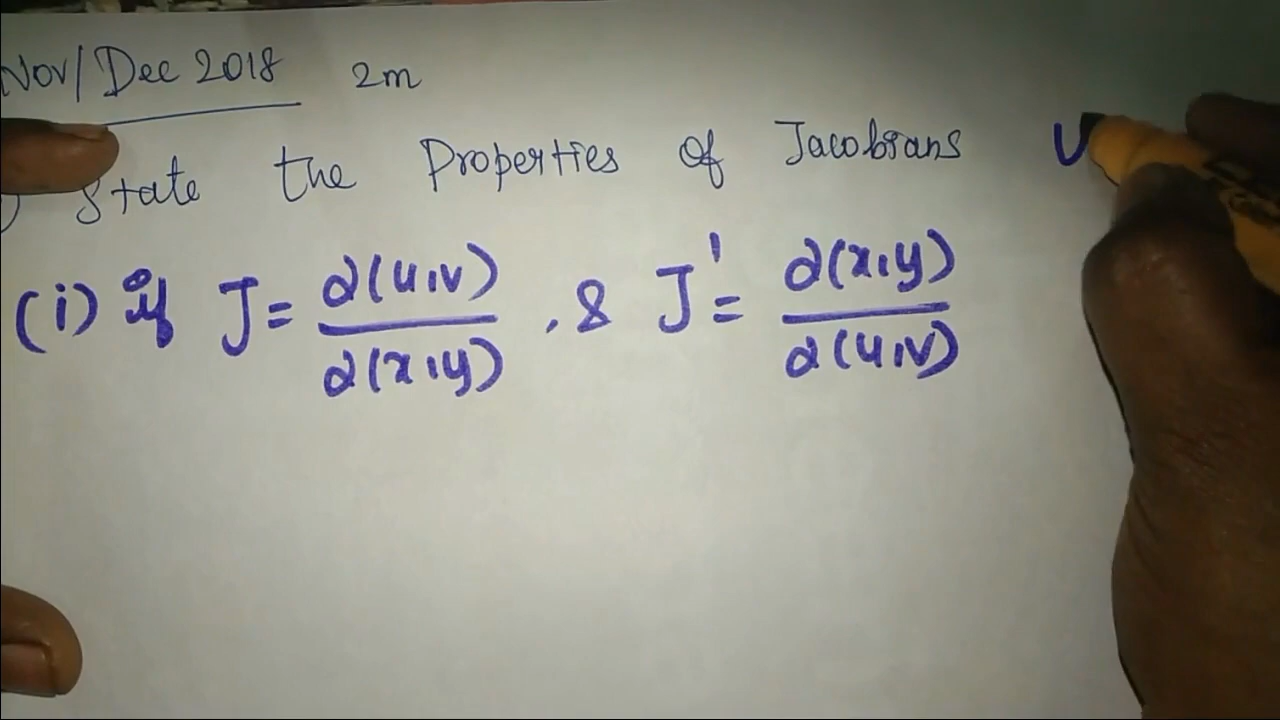 Nov/Dec 2018 2m
) State the Properties of Jacobians U
(i) if J = ∂(u,v)/∂(x,y) , & J' = ∂(x,y)/∂(u,v)